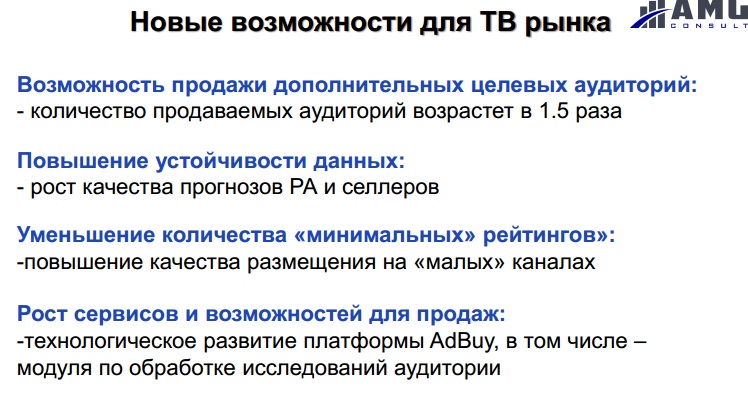 Новые возможности для ТВ рынка
AMG
CONSULT
Возможность продажи дополнительных целевых аудиторий:
- количество продаваемых аудиторий возрастет в 1.5 раза
Повышение устойчивости данных:
- рост качества прогнозов РА и селлеров
Уменьшение количества «минимальных» рейтингов»:
-повышение качества размещения на «малых» каналах
Рост сервисов и возможностей для продаж:
-технологическое развитие платформы AdBuy, в том числе –
модуля по обработке исследований аудитории